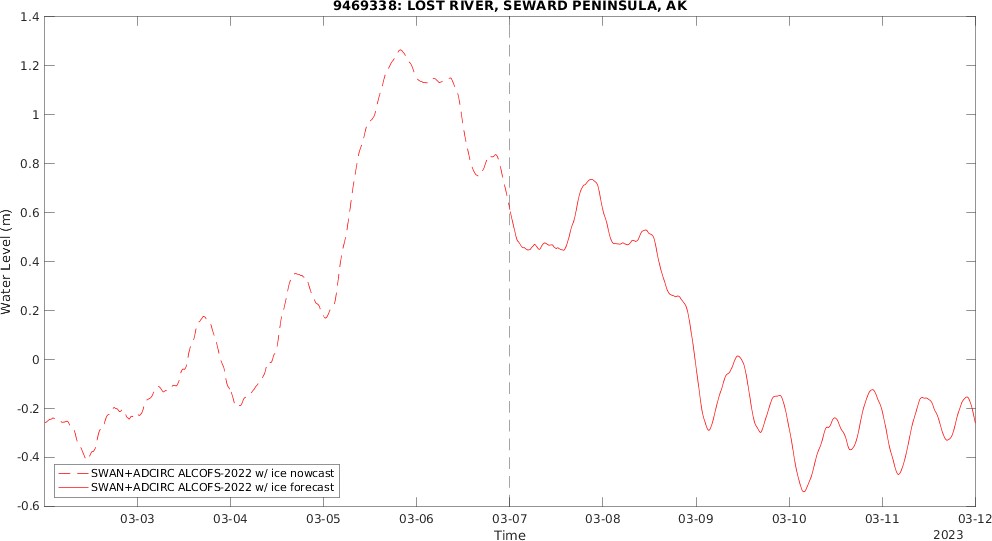 9469338: LOST RIVER, SEWARD PENINSULA, AK
1.4
1.2
1
0.8
0.6
0.4
0.2
0
-0.2
-0.4
-0.6
Water Level (m)
SWAN+ADCIRC ALCOFS-2022 w/ ice nowcast
SWAN+ADCIRC ALCOFS-2022 w/ ice forecast
03-03 03-04 03-05 03-06 03-07 03-08 03-09 03-10 03-11 03-12
Time
2023